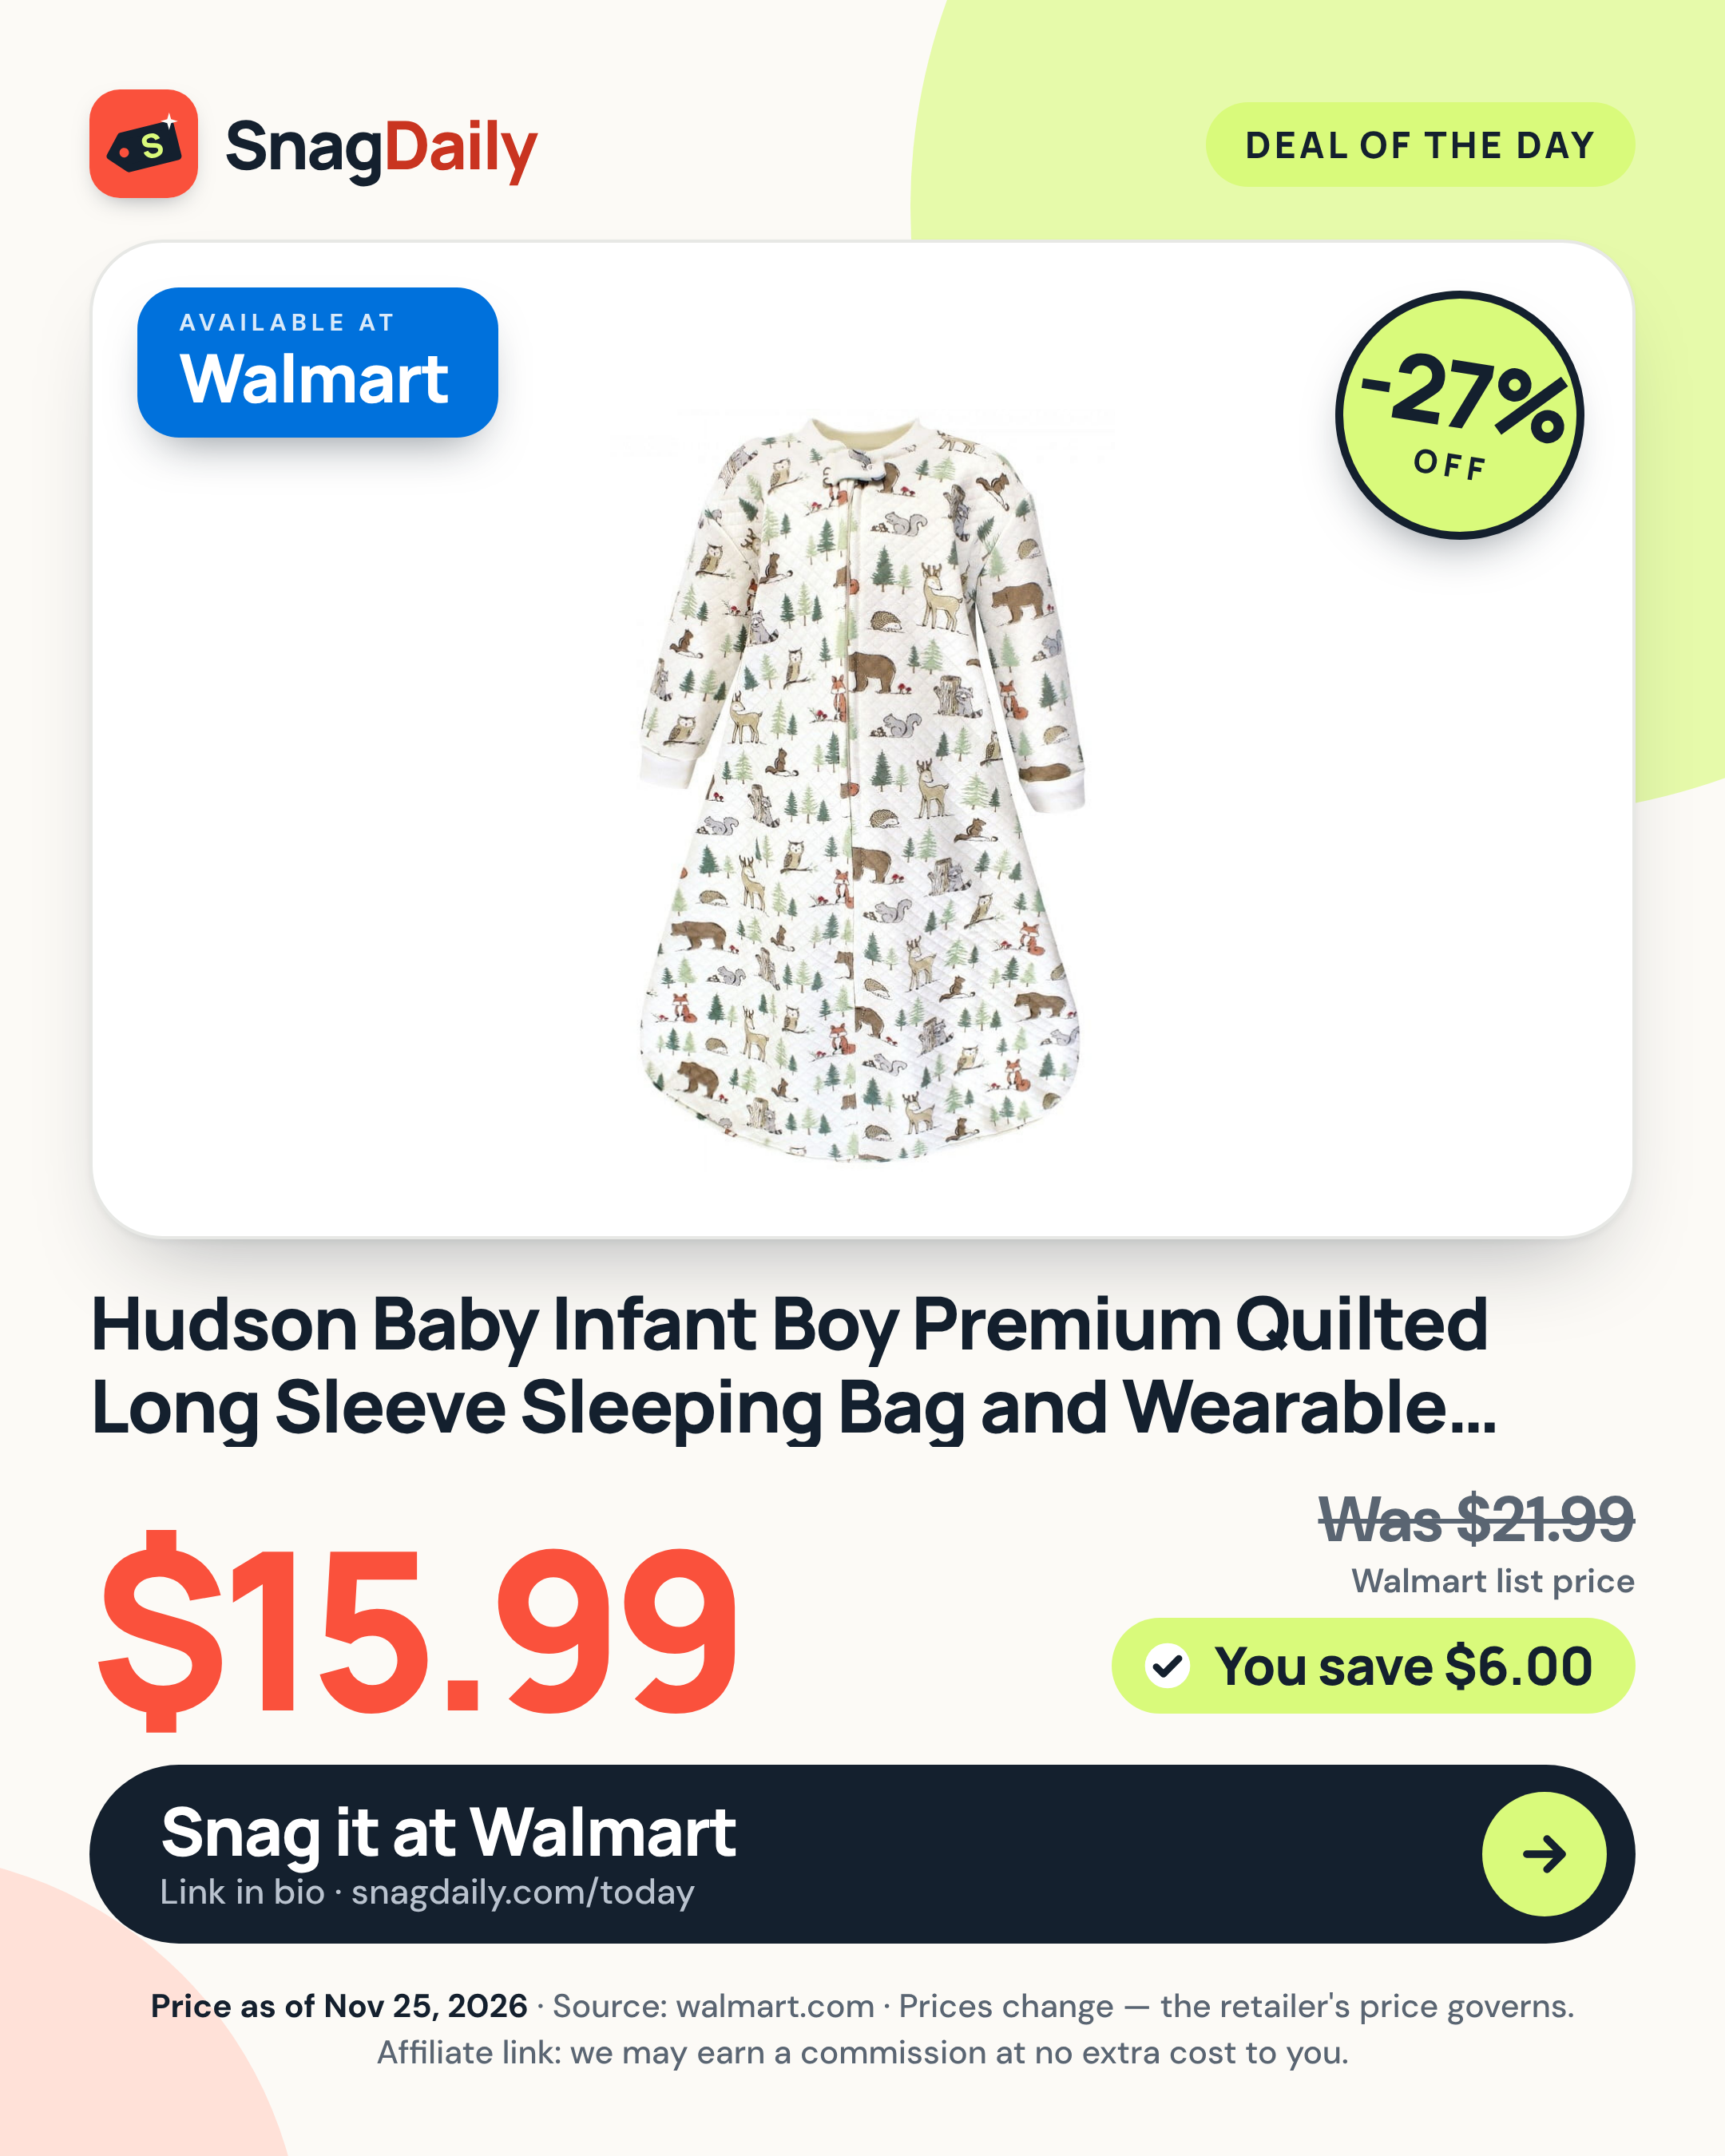 S
SnagDaily
DEAL OF THE DAY
AVAILABLE AT
Walmart
-27%
OFF
Hudson Baby Infant Boy Premium Quilted
Long Sleeve Sleeping Bag and Wearable...
$15.99
Was $21.99
Walmart list price
You save $6.00
Snag it at Walmart
Link in bio · snagdaily.com/today
Price as of Nov 25, 2026 · Source: walmart.com · Prices change — the retailer's price governs.
Affiliate link: we may earn a commission at no extra cost to you.